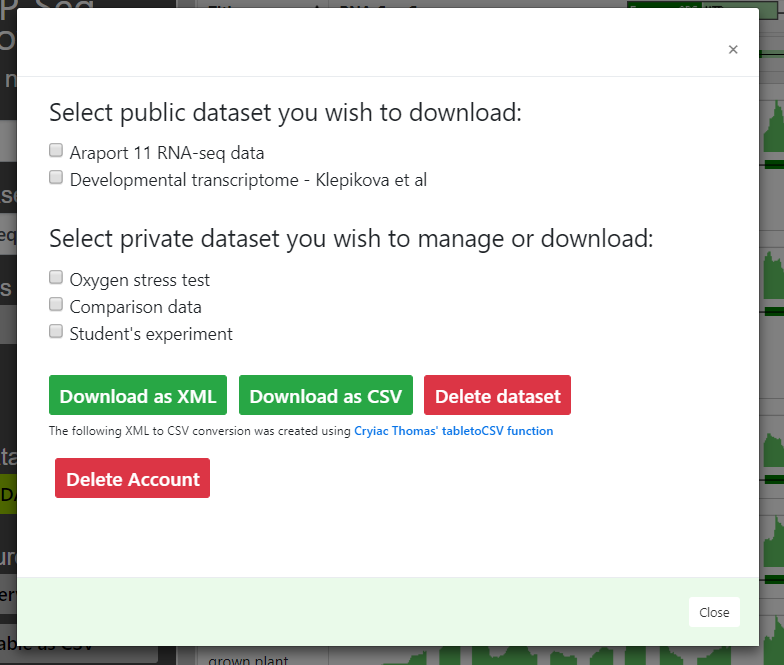 ×
Select public dataset you wish to download:
Araport 11 RNA-seq data
Developmental transcriptome - Klepikova et al
Select private dataset you wish to manage or download:
Oxygen stress test
Comparison data
Student's experiment
Download as XML Download as CSV Delete dataset
The following XML to CSV conversion was created using Cryiac Thomas' tabletoCSV function
Delete Account
Close
grown plant